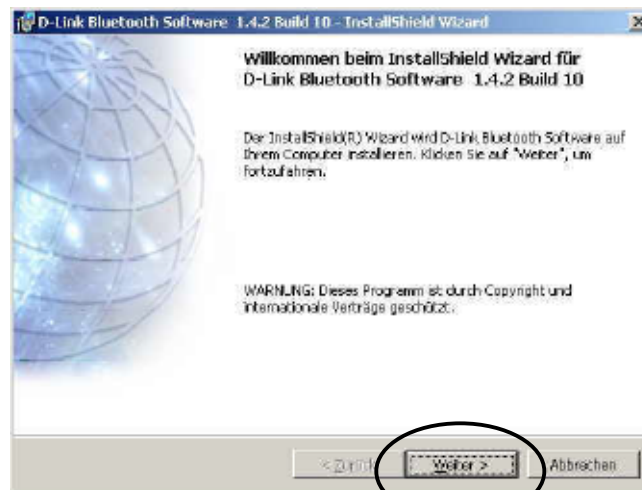 D-Link Bluetooth Software 1.4.2 Build 10 - InstallShield Wizard
Willkommen beim InstallShield Wizard für
D-Link Bluetooth Software 1.4.2 Build 10
Der InstallShield(R) Wizard wird D-Link Bluetooth Software auf
Ihrem Computer installieren. Klicken Sie auf "Weiter", um
fortzufahren.
WARNUNG: Dieses Programm ist durch Copyright und
internationale Verträge geschützt.
< Zurück
Weiter >
Abbrechen